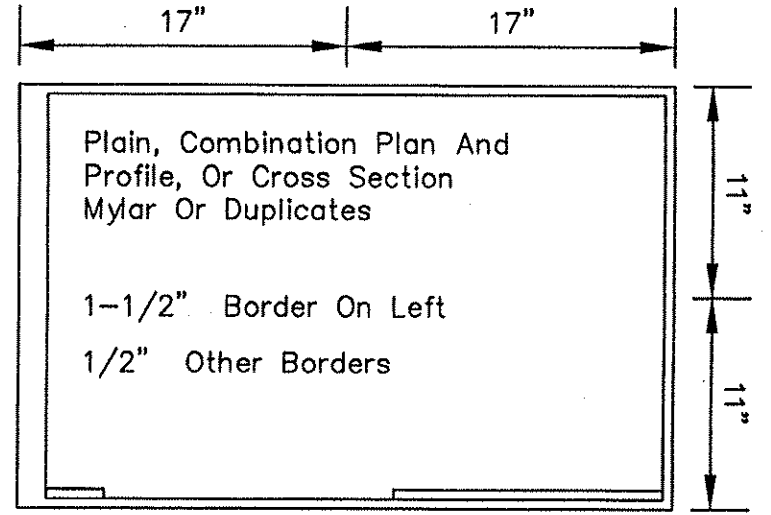 17" 17"
Plain, Combination Plan And
Profile, Or Cross Section
Mylar Or Duplicates
11"
1-1/2" Border On Left
1/2" Other Borders
11"